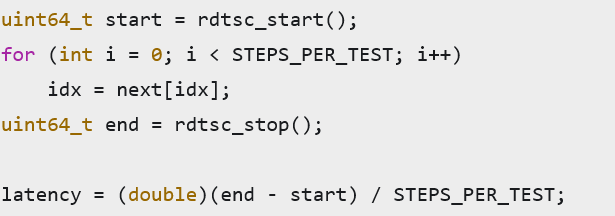 uint64_t start = rdtsc_start();
for (int i = 0; i < STEPS_PER_TEST; i++)
    idx = next[idx];
uint64_t end = rdtsc_stop();

latency = (double)(end - start) / STEPS_PER_TEST;